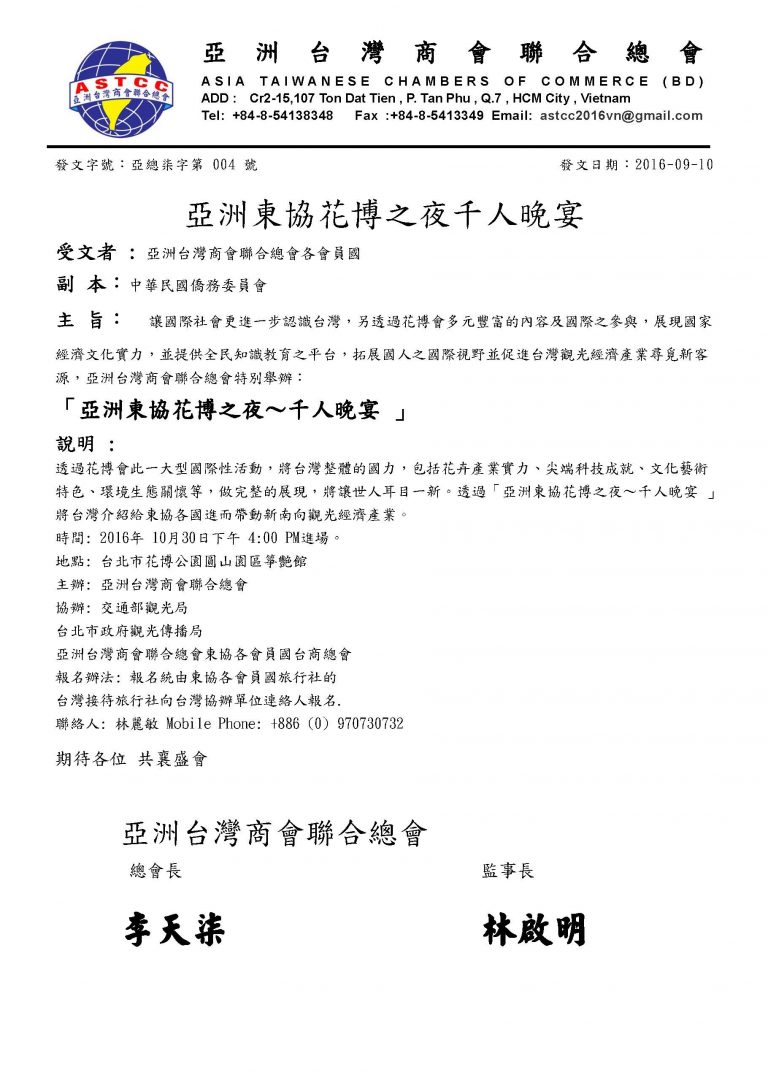 亞洲台灣商會聯合總會
ASTCC
亞洲台灣商會聯合總會
ASIA TAIWANESE CHAMBERS OF COMMERCE (BD)
ADD : Cr2-15,107 Ton Dat Tien , P. Tan Phu , Q.7 , HCM City , Vietnam
Tel: +84-8-54138348 Fax :+84-8-5413349 Email: astcc2016vn@gmail.com
發文字號：亞總柒字第 004 號 發文日期：2016-09-10
亞洲東協花博之夜千人晚宴
受文者 : 亞洲台灣商會聯合總會各會員國
副 本：中華民國僑務委員會
主 旨： 讓國際社會更進一步認識台灣，另透過花博會多元豐富的內容及國際之參與，展現國家
經濟文化實力，並提供全民知識教育之平台，拓展國人之國際視野並促進台灣觀光經濟產業尋覓新客
源，亞洲台灣商會聯合總會特別舉辦：
「亞洲東協花博之夜～千人晚宴 」
說明 :
透過花博會此一大型國際性活動，將台灣整體的國力，包括花卉產業實力、尖端科技成就、文化藝術
特色、環境生態關懷等，做完整的展現，將讓世人耳目一新。透過「亞洲東協花博之夜～千人晚宴 」
將台灣介紹給東協各國進而帶動新南向觀光經濟產業。
時間: 2016年 10月30日下午 4:00 PM進場。
地點: 台北市花博公園圓山園區箏艷館
主辦: 亞洲台灣商會聯合總會
協辦: 交通部觀光局
台北市政府觀光傳播局
亞洲台灣商會聯合總會東協各會員國台商總會
報名辦法: 報名統由東協各會員國旅行社的
台灣接待旅行社向台灣協辦單位連絡人報名.
聯絡人: 林麗敏 Mobile Phone: +886 (0) 970730732
期待各位 共襄盛會
亞洲台灣商會聯合總會
總會長 監事長
李天柒 林啟明